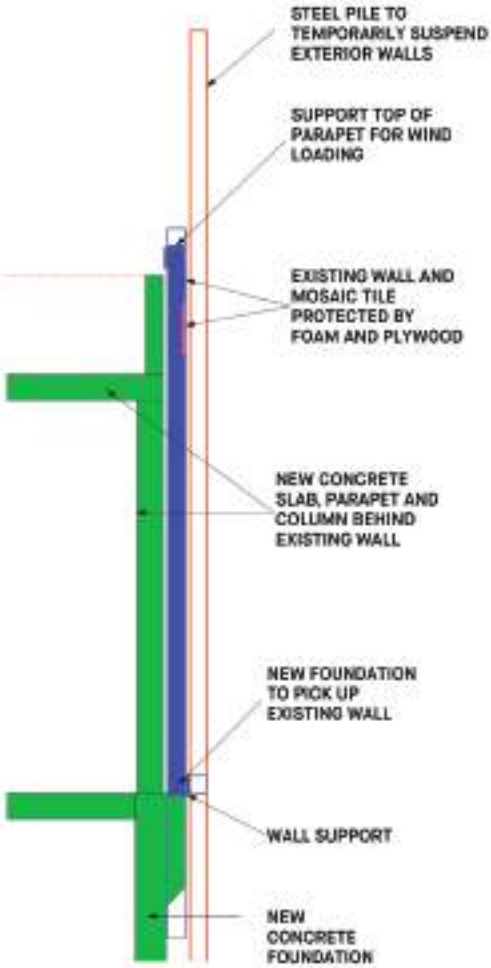 STEEL PILE TO
TEMPORARILY SUSPEND
EXTERIOR WALLS
SUPPORT TOP OF
PARAPET FOR WIND
LOADING
EXISTING WALL AND
MOSAIC TILE
PROTECTED BY
FOAM AND PLYWOOD
NEW CONCRETE
SLAB, PARAPET AND
COLUMN BEHIND
EXISTING WALL
NEW FOUNDATION
TO PICK UP
EXISTING WALL
WALL SUPPORT
NEW
CONCRETE
FOUNDATION